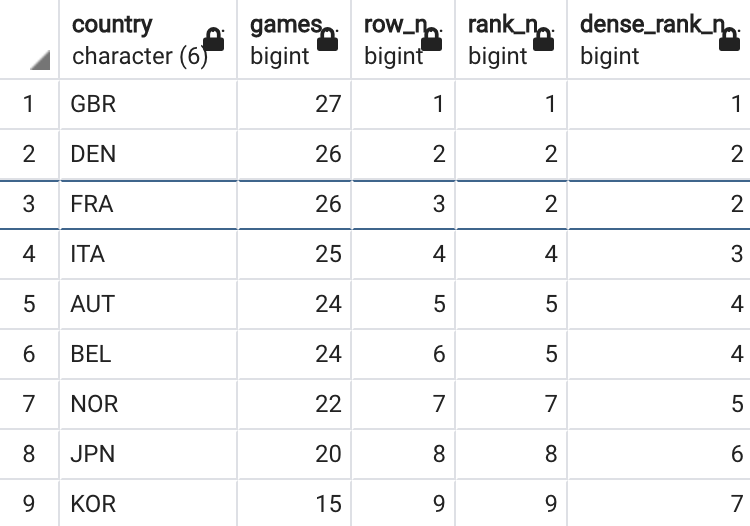 country games row_n... rank_n... dense_rank_n...
character (6) bigint bigint bigint bigint
1 GBR 27 1 1 1
2 DEN 26 2 2 2
3 FRA 26 3 2 2
4 ITA 25 4 4 3
5 AUT 24 5 5 4
6 BEL 24 6 5 4
7 NOR 22 7 7 5
8 JPN 20 8 8 6
9 KOR 15 9 9 7